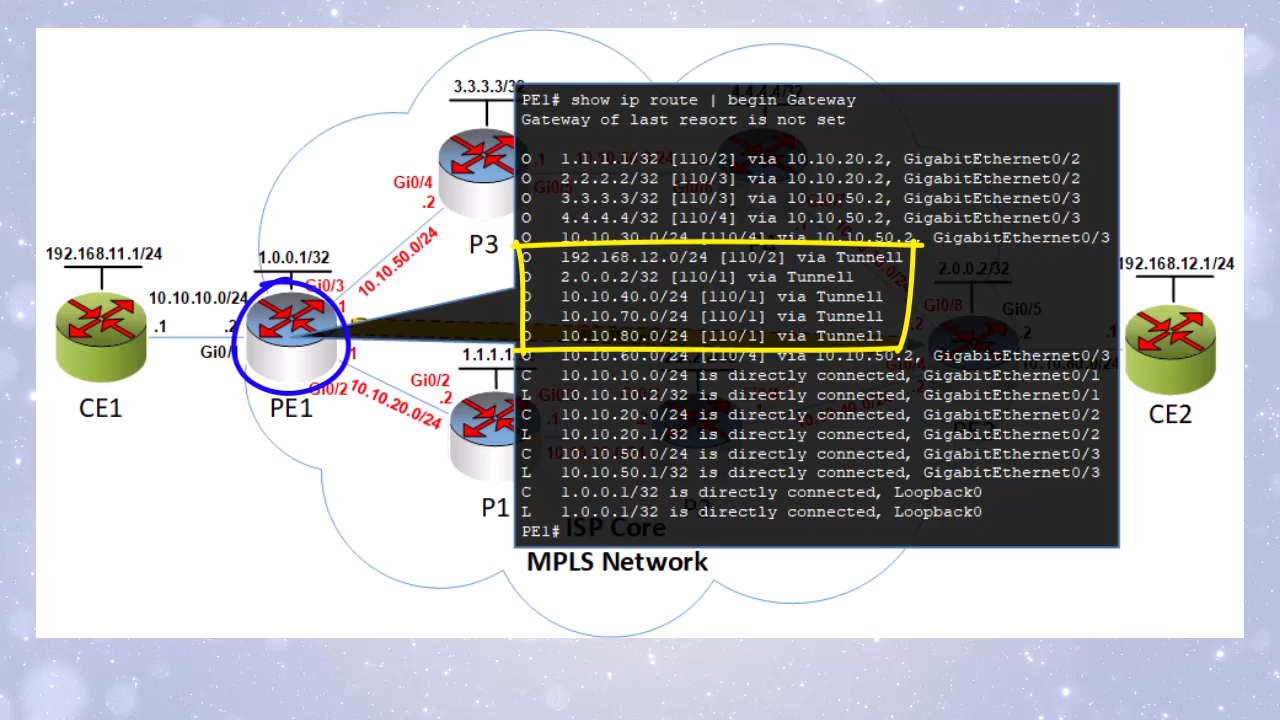 3.3.3.3/32
PE1# show ip route | begin Gateway
Gateway of last resort is not set
O 1.1.1.1/32 [110/2] via 10.10.20.2, GigabitEthernet0/2
O 2.2.2.2/32 [110/3] via 10.10.20.2, GigabitEthernet0/2
O 3.3.3.3/32 [110/3] via 10.10.50.2, GigabitEthernet0/3
O 4.4.4.4/32 [110/4] via 10.10.50.2, GigabitEthernet0/3
O 10.10.30.0/24 [110/4] via 10.10.50.2, GigabitEthernet0/3
O 192.168.12.0/24 [110/2] via Tunnel1
O 2.0.0.2/32 [110/1] via Tunnel1
O 10.10.40.0/24 [110/1] via Tunnel1
O 10.10.70.0/24 [110/1] via Tunnel1
O 10.10.80.0/24 [110/1] via Tunnel1
O 10.10.60.0/24 [110/4] via 10.10.50.2, GigabitEthernet0/3
C 10.10.10.0/24 is directly connected, GigabitEthernet0/1
L 10.10.10.2/32 is directly connected, GigabitEthernet0/1
C 10.10.20.0/24 is directly connected, GigabitEthernet0/2
L 10.10.20.1/32 is directly connected, GigabitEthernet0/2
C 10.10.50.0/24 is directly connected, GigabitEthernet0/3
L 10.10.50.1/32 is directly connected, GigabitEthernet0/3
C 1.0.0.1/32 is directly connected, Loopback0
L 1.0.0.1/32 is directly connected, Loopback0
PE1#
Gi0/4
.2
P3
192.168.11.1/24
1.0.0.1/32
10.10.50.0/24
Gi0/3
.1
10.10.10.0/24
.1
.2
Gi0/1
CE1
PE1
.1
Gi0/2
10.10.20.0/24
1.1.1.1
Gi0/2
.2
P1
2.0.0.2/32
Gi0/8
Gi0/5
.2
.2
.1
192.168.12.1/24
CE2
PE2
P2
ISP Core
MPLS Network